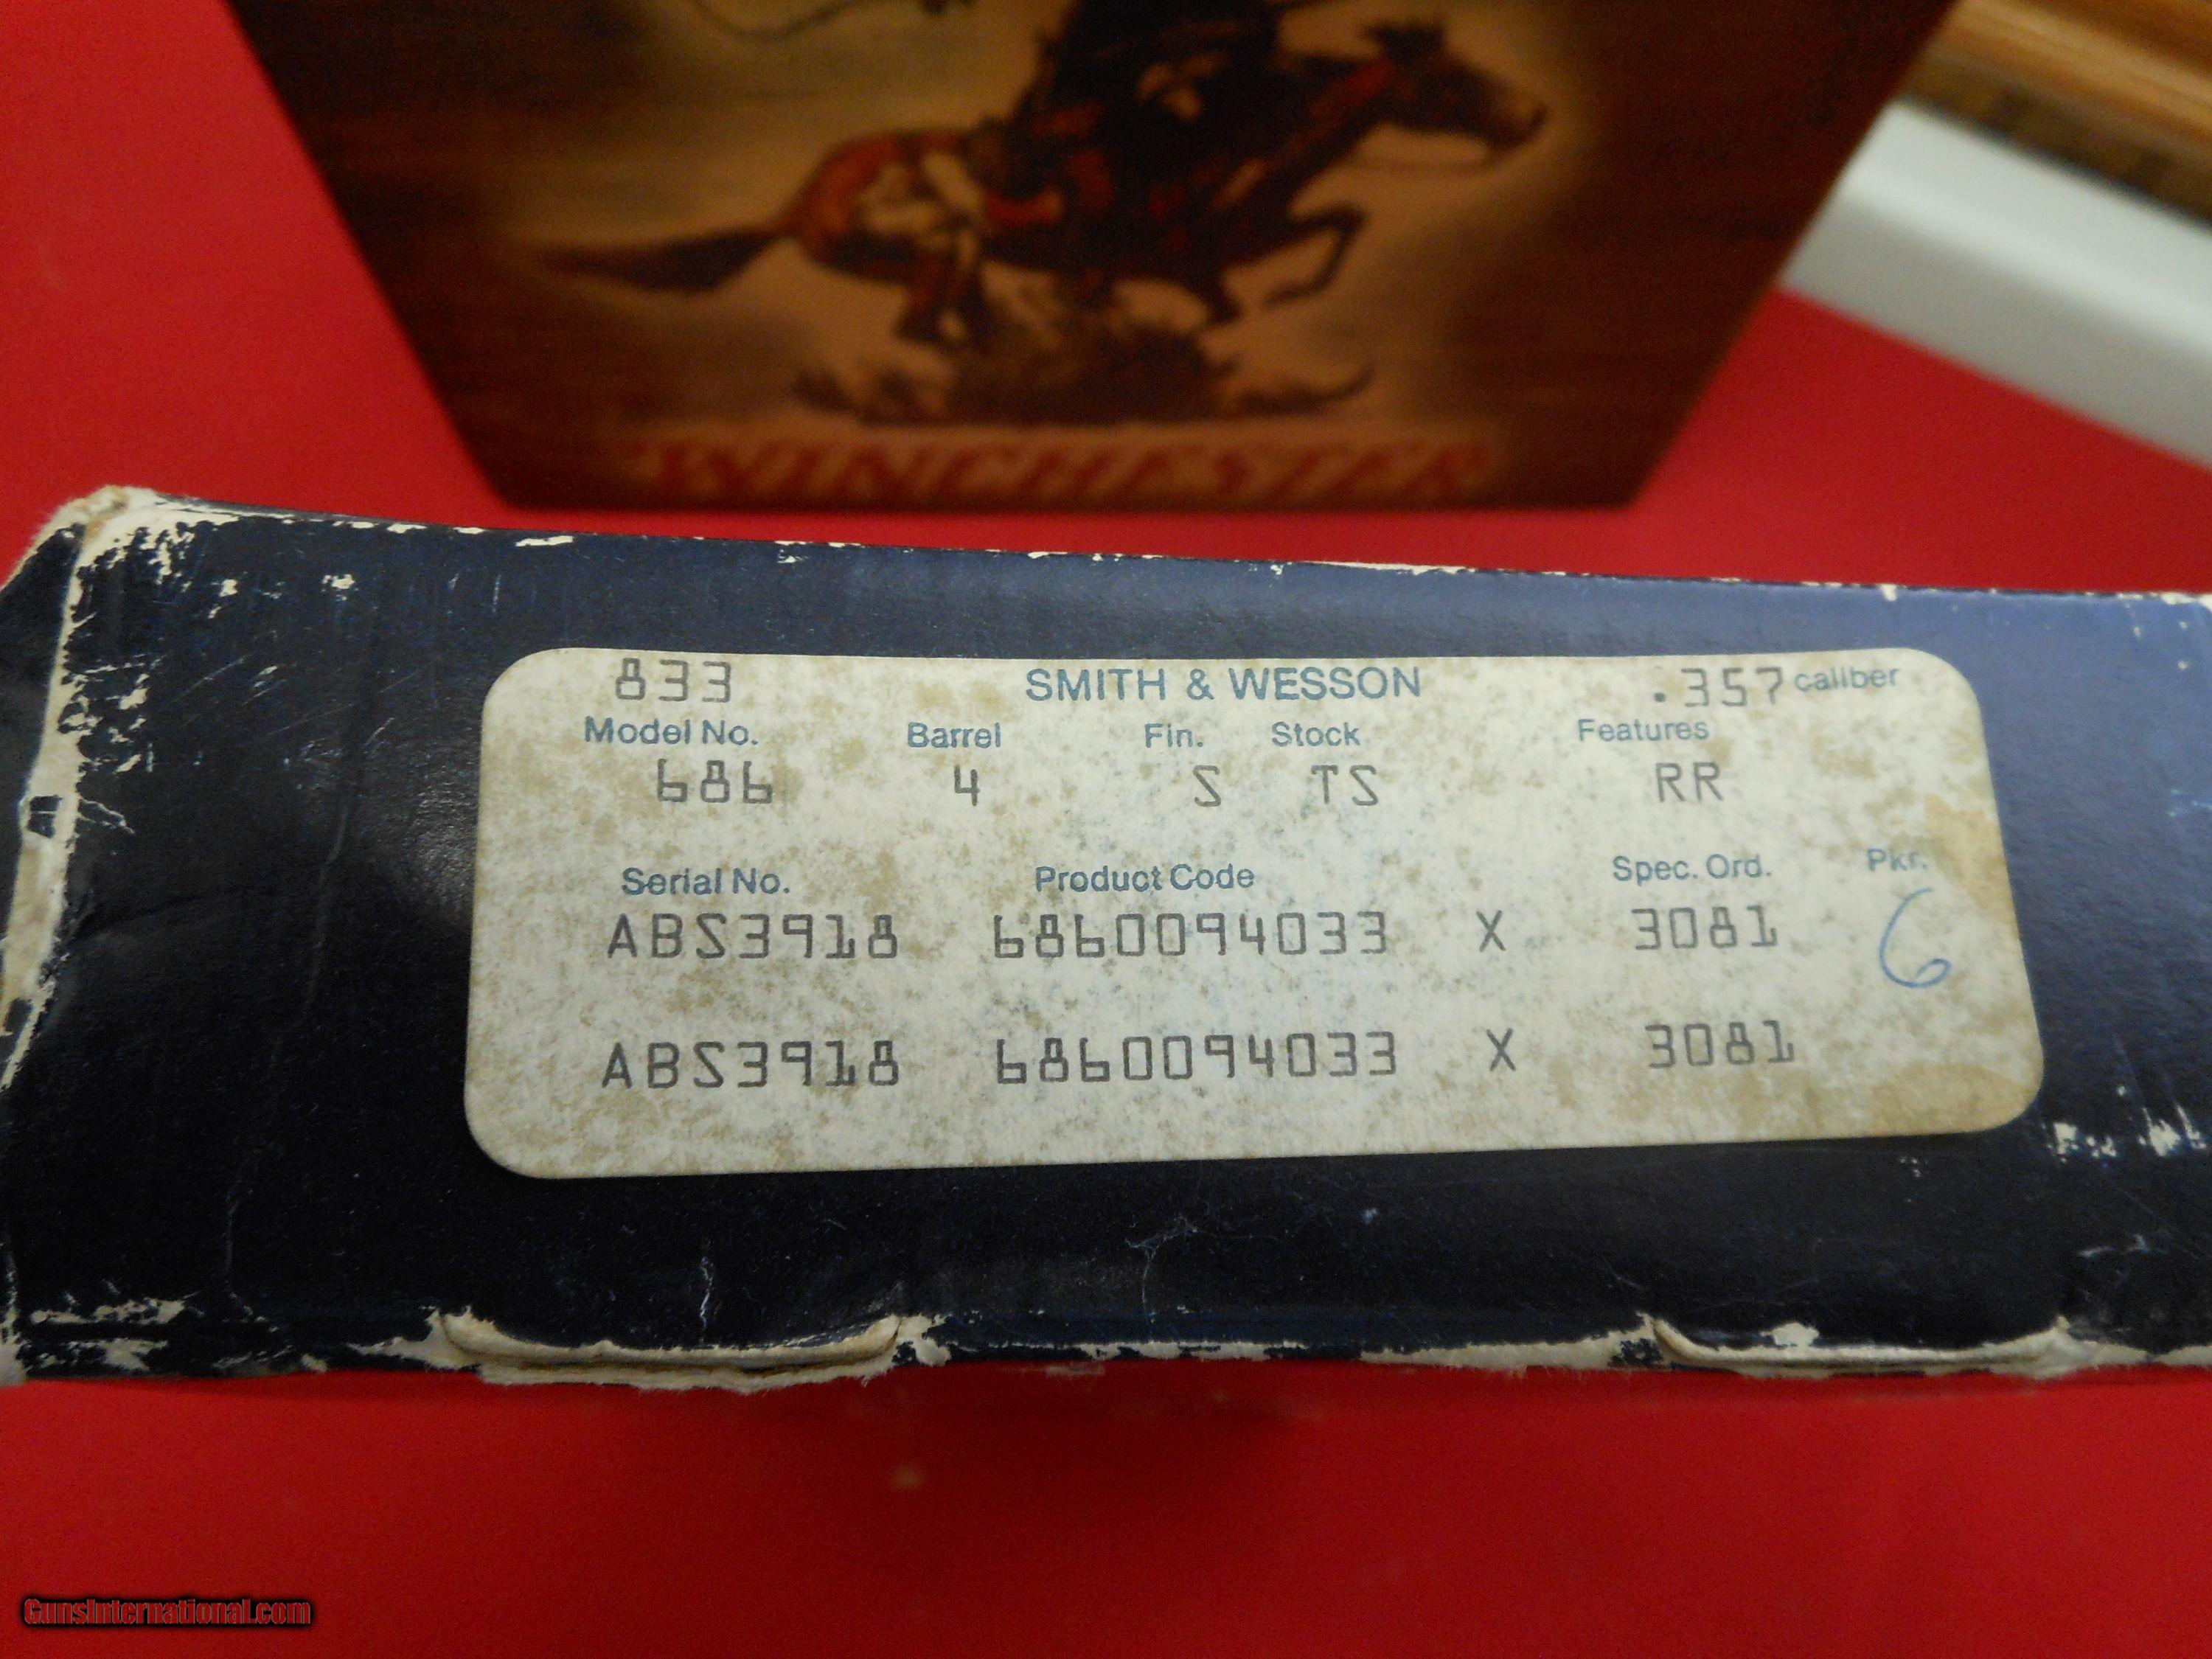 WINCHESTER
833 SMITH & WESSON .357 caliber
Model No. Barrel Fin. Stock Features
686 4 S TS RR
Serial No. Product Code Spec. Ord. Pkr.
ABS3918 6860094033 X 3081 6
ABS3918 6860094033 X 3081
GunsInternational.com